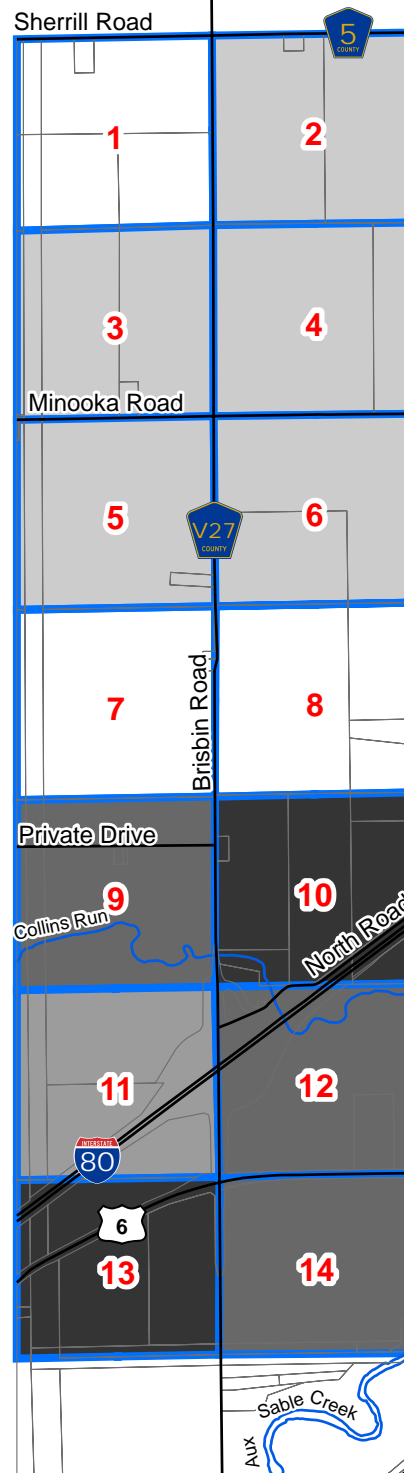 Sherrill Road
5
COUNTY
1
2
3
4
Minooka Road
5
V27
COUNTY
6
Brisbin Road
7
8
Private Drive
9
10
Collins Run
North Road
11
12
INTERSTATE
80
6
13
14
Aux Sable Creek